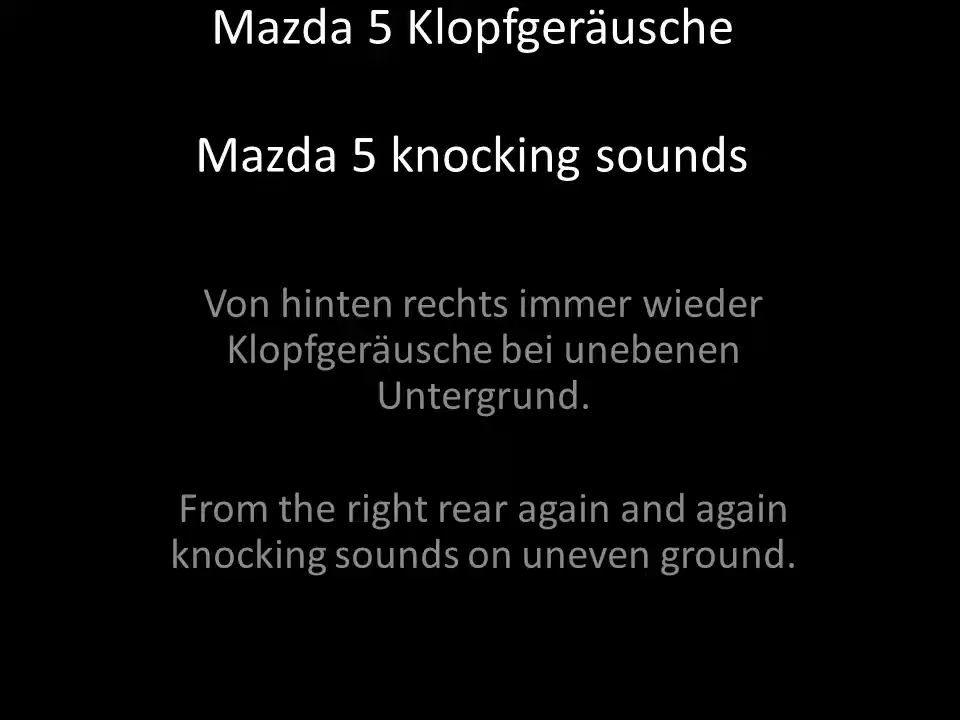 Mazda 5 Klopfgeräusche
Mazda 5 knocking sounds
Von hinten rechts immer wieder
Klopfgeräusche bei unebenen
Untergrund.
From the right rear again and again
knocking sounds on uneven ground.